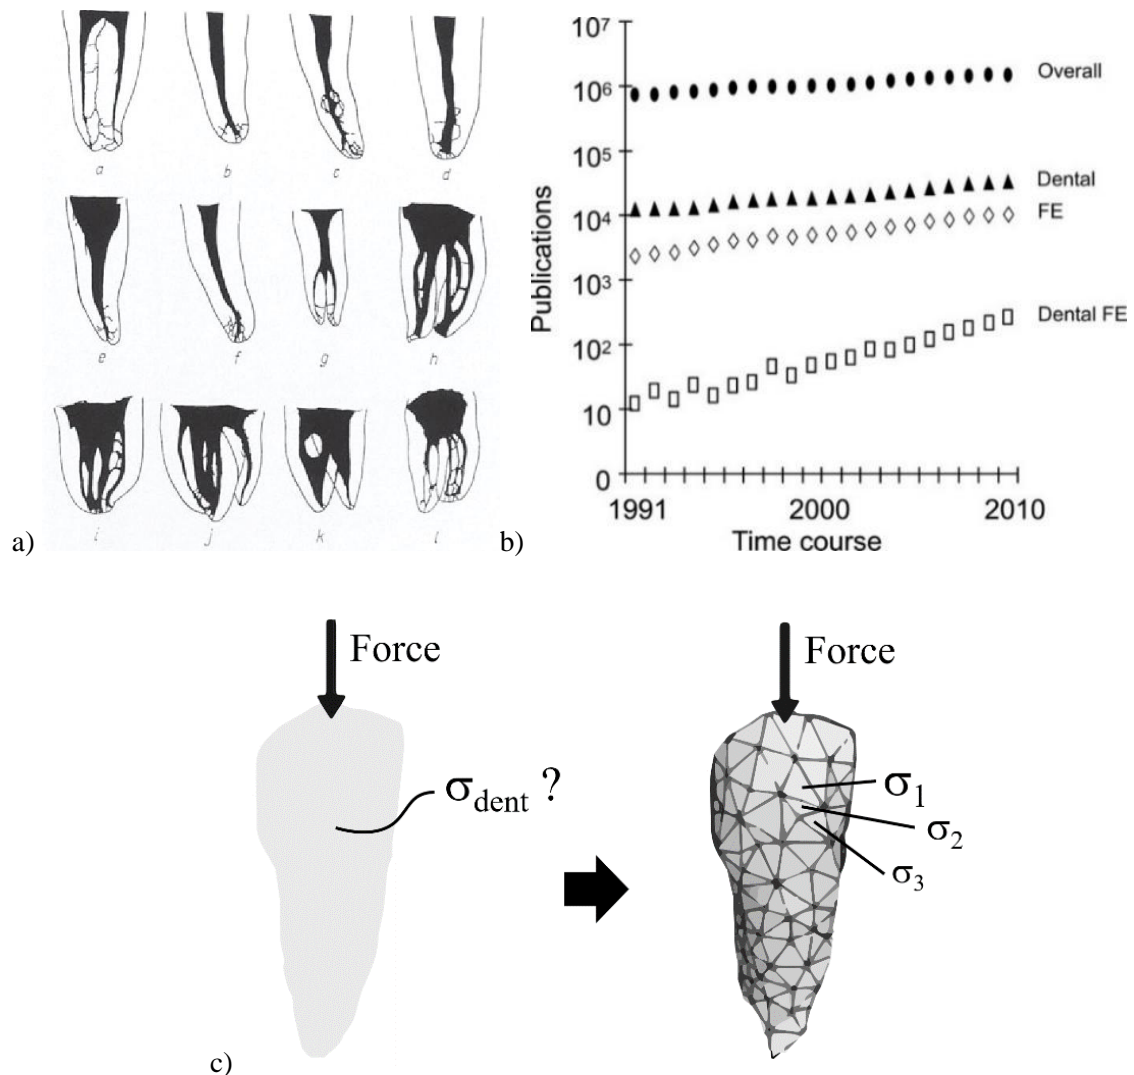 a b c d
e f g h
i j k l
a)
10⁷
10⁶
10⁵
10⁴
10³
10²
10
0
Publications
Overall
Dental
FE
Dental FE
1991 2000 2010
Time course
b)
Force
σdent ?
Force
σ1
σ2
σ3
c)